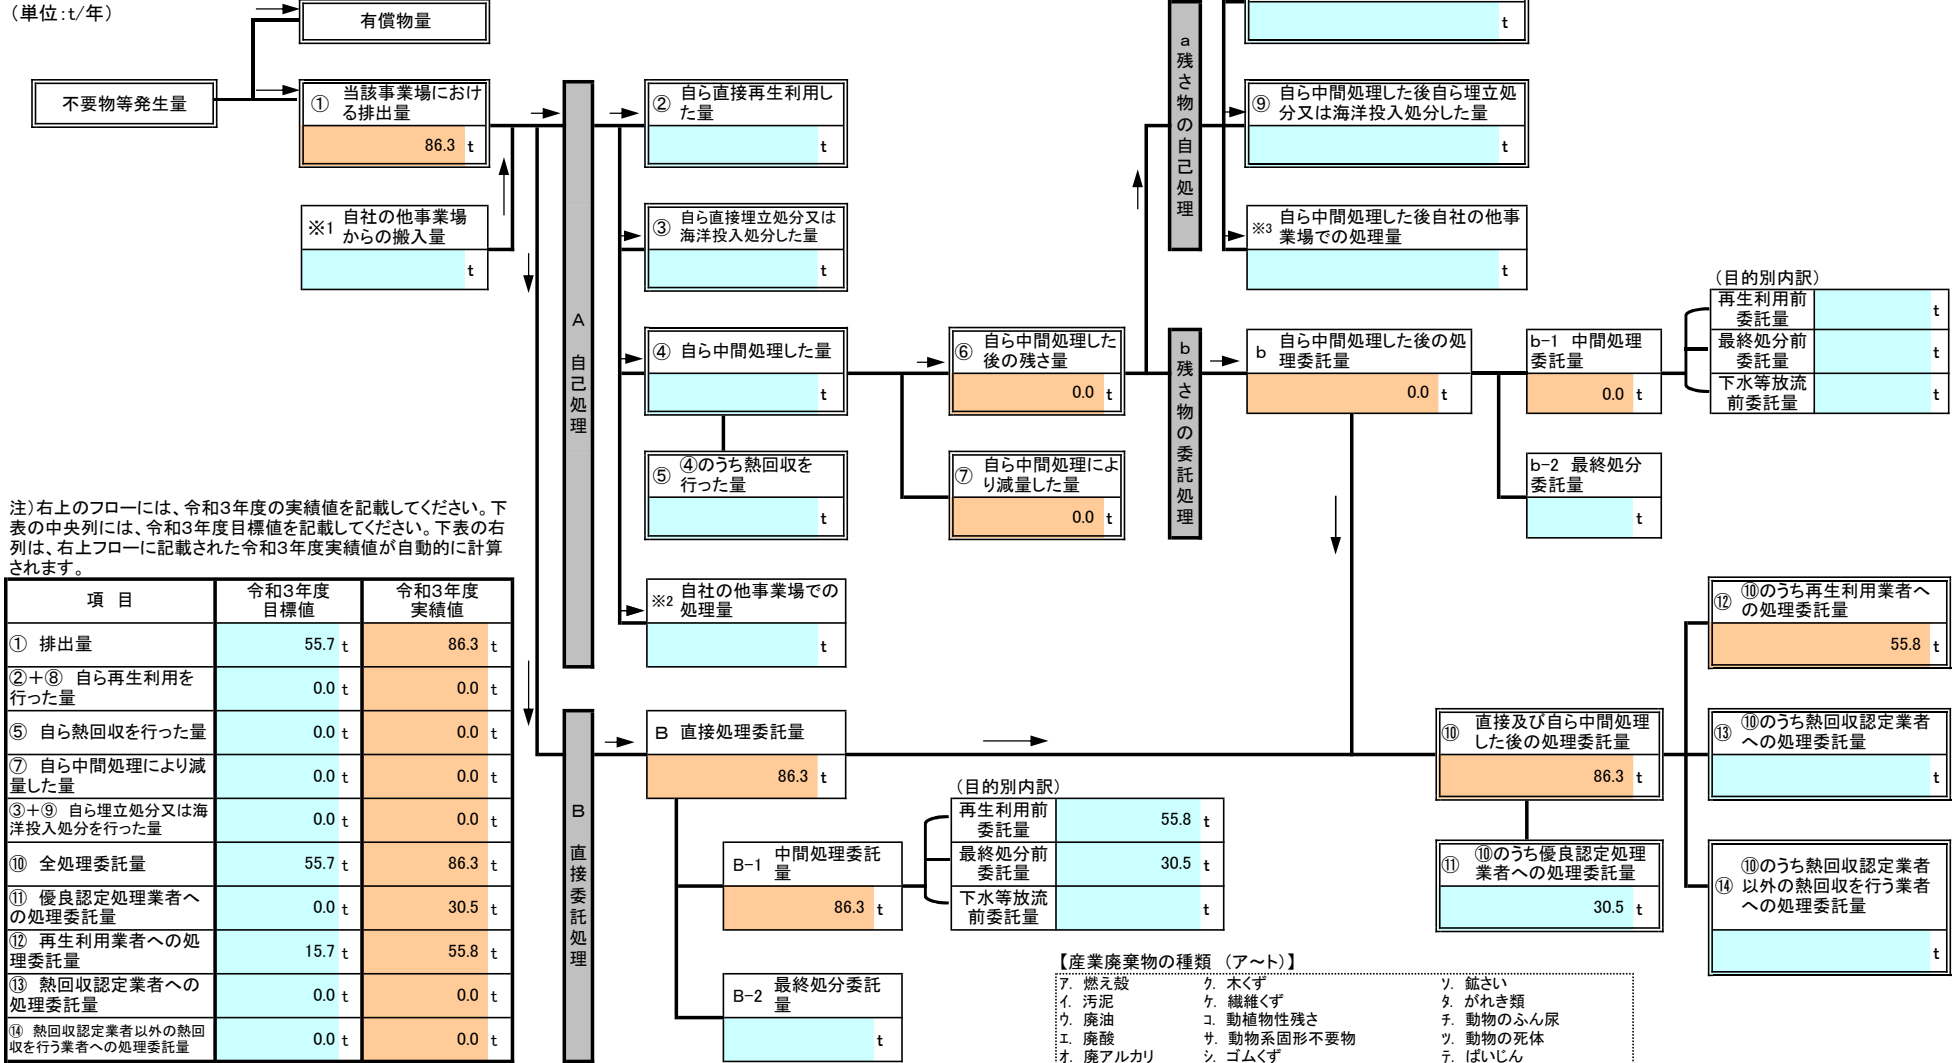 （単位：t/年）
有償物量
t
不要物等発生量
① 当該事業場におけ
る排出量
86.3 t
※1 自社の他事業場
からの搬入量
t
A 自己処理
② 自ら直接再生利用し
た量
t
③ 自ら直接埋立処分又は
海洋投入処分した量
t
④ 自ら中間処理した量
t
⑤ ④のうち熱回収を
行った量
t
※2 自社の他事業場での
処理量
t
⑥ 自ら中間処理した
後の残さ量
0.0 t
⑦ 自ら中間処理によ
り減量した量
0.0 t
a 残さ物の自己処理
⑨ 自ら中間処理した後自ら埋立処
分又は海洋投入処分した量
t
※3 自ら中間処理した後自社の他事
業場での処理量
t
b 残さ物の委託処理
b 自ら中間処理した後の処
理委託量
0.0 t
b-1 中間処理
委託量
0.0 t
b-2 最終処分
委託量
t
（目的別内訳）
再生利用前
委託量
t
最終処分前
委託量
t
下水等放流
前委託量
t
注）右上のフローには、令和3年度の実績値を記載してください。下
表の中央列には、令和3年度目標値を記載してください。下表の右
列は、右上フローに記載された令和3年度実績値が自動的に計算
されます。
項 目 令和3年度 目標値 令和3年度 実績値
① 排出量 55.7 t 86.3 t
②＋⑧ 自ら再生利用を
行った量 0.0 t 0.0 t
⑤ 自ら熱回収を行った量 0.0 t 0.0 t
⑦ 自ら中間処理により減
量した量 0.0 t 0.0 t
③＋⑨ 自ら埋立処分又は海
洋投入処分を行った量 0.0 t 0.0 t
⑩ 全処理委託量 55.7 t 86.3 t
⑪ 優良認定処理業者へ
の処理委託量 0.0 t 30.5 t
⑫ 再生利用業者への処
理委託量 15.7 t 55.8 t
⑬ 熱回収認定業者への
処理委託量 0.0 t 0.0 t
⑭ 熱回収認定業者以外の熱回
収を行う業者への処理委託量 0.0 t 0.0 t
B 直接委託処理
B 直接処理委託量
86.3 t
B-1 中間処理委託
量
86.3 t
B-2 最終処分委託
量
t
（目的別内訳）
再生利用前
委託量
55.8 t
最終処分前
委託量
30.5 t
下水等放流
前委託量
t
⑩ 直接及び自ら中間処理
した後の処理委託量
86.3 t
⑪ ⑩のうち優良認定処理
業者への処理委託量
30.5 t
⑫ ⑩のうち再生利用業者へ
の処理委託量
55.8 t
⑬ ⑩のうち熱回収認定業者
への処理委託量
t
⑭ ⑩のうち熱回収認定業者
以外の熱回収を行う業者
への処理委託量
t
【産業廃棄物の種類 （ア～ト）】
ア. 燃え殻 ク. 木くず ソ. 鉱さい
イ. 汚泥 ケ. 繊維くず タ. がれき類
ウ. 廃油 コ. 動植物性残さ チ. 動物のふん尿
エ. 廃酸 サ. 動物系固形不要物 ツ. 動物の死体
オ. 廃アルカリ シ. ゴムくず テ. ばいじん